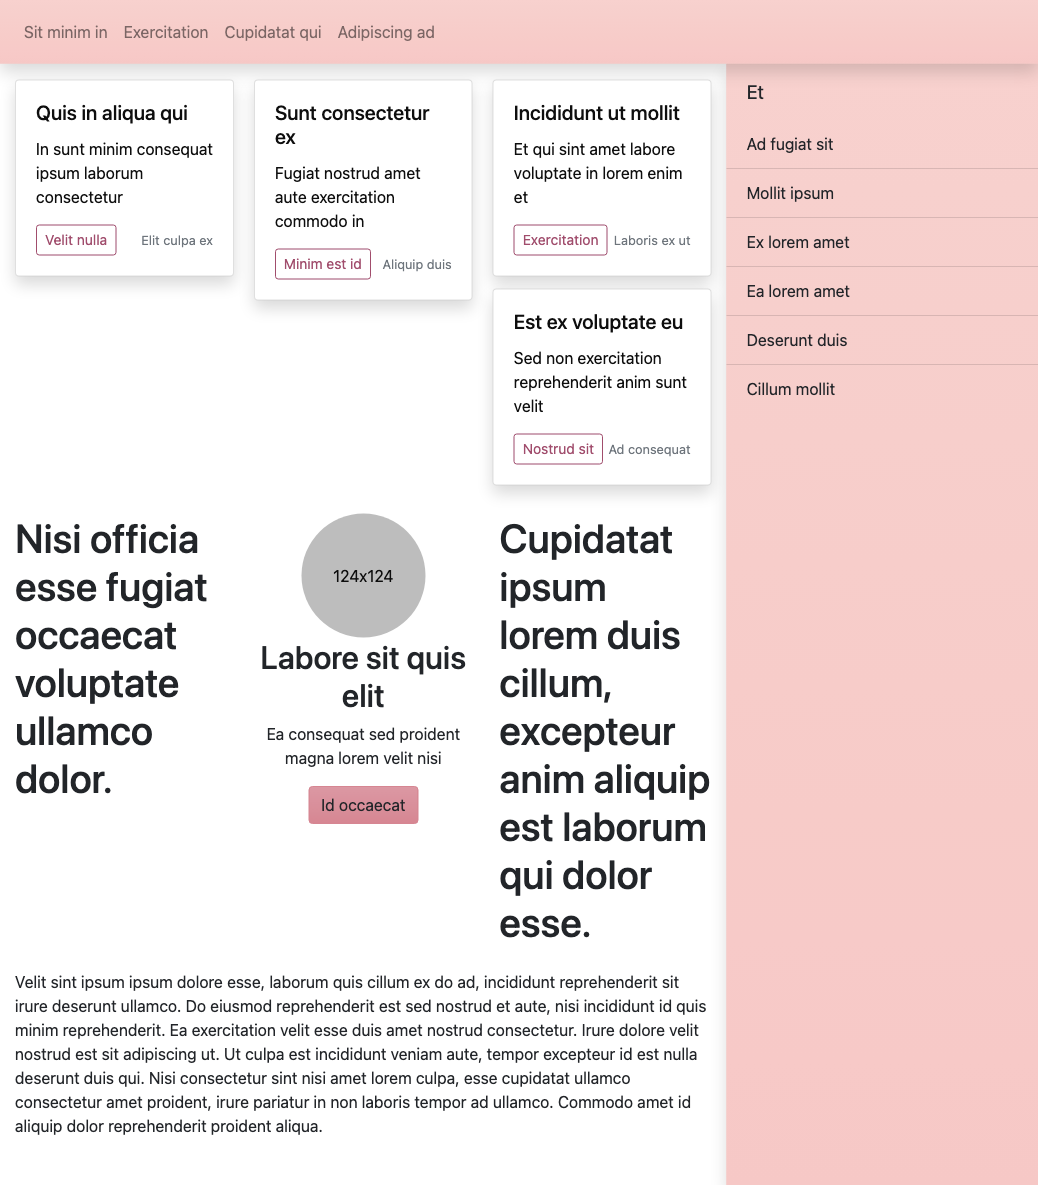 Sit minim in
Exercitation
Cupidatat qui
Adipiscing ad
Quis in aliqua qui
In sunt minim consequat
ipsum laborum
consectetur
Velit nulla
Elit culpa ex
Sunt consectetur
ex
Fugiat nostrud amet
aute exercitation
commodo in
Minim est id
Aliquip duis
Incididunt ut mollit
Et qui sint amet labore
voluptate in lorem enim
et
Exercitation
Laboris ex ut
Est ex voluptate eu
Sed non exercitation
reprehenderit anim sunt
velit
Nostrud sit
Ad consequat
Nisi officia
esse fugiat
occaecat
voluptate
ullamco
dolor.
124x124
Labore sit quis
elit
Ea consequat sed proident
magna lorem velit nisi
Id occaecat
Cupidatat
ipsum
lorem duis
cillum,
excepteur
anim aliquip
est laborum
qui dolor
esse.
Velit sint ipsum ipsum dolore esse, laborum quis cillum ex do ad, incididunt reprehenderit sit
irure deserunt ullamco. Do eiusmod reprehenderit est sed nostrud et aute, nisi incididunt id quis
minim reprehenderit. Ea exercitation velit esse duis amet nostrud consectetur. Irure dolore velit
nostrud est sit adipiscing ut. Ut culpa est incididunt veniam aute, tempor excepteur id est nulla
deserunt duis qui. Nisi consectetur sint nisi amet lorem culpa, esse cupidatat ullamco
consectetur amet proident, irure pariatur in non laboris tempor ad ullamco. Commodo amet id
aliquip dolor reprehenderit proident aliqua.
Et
Ad fugiat sit
Mollit ipsum
Ex lorem amet
Ea lorem amet
Deserunt duis
Cillum mollit